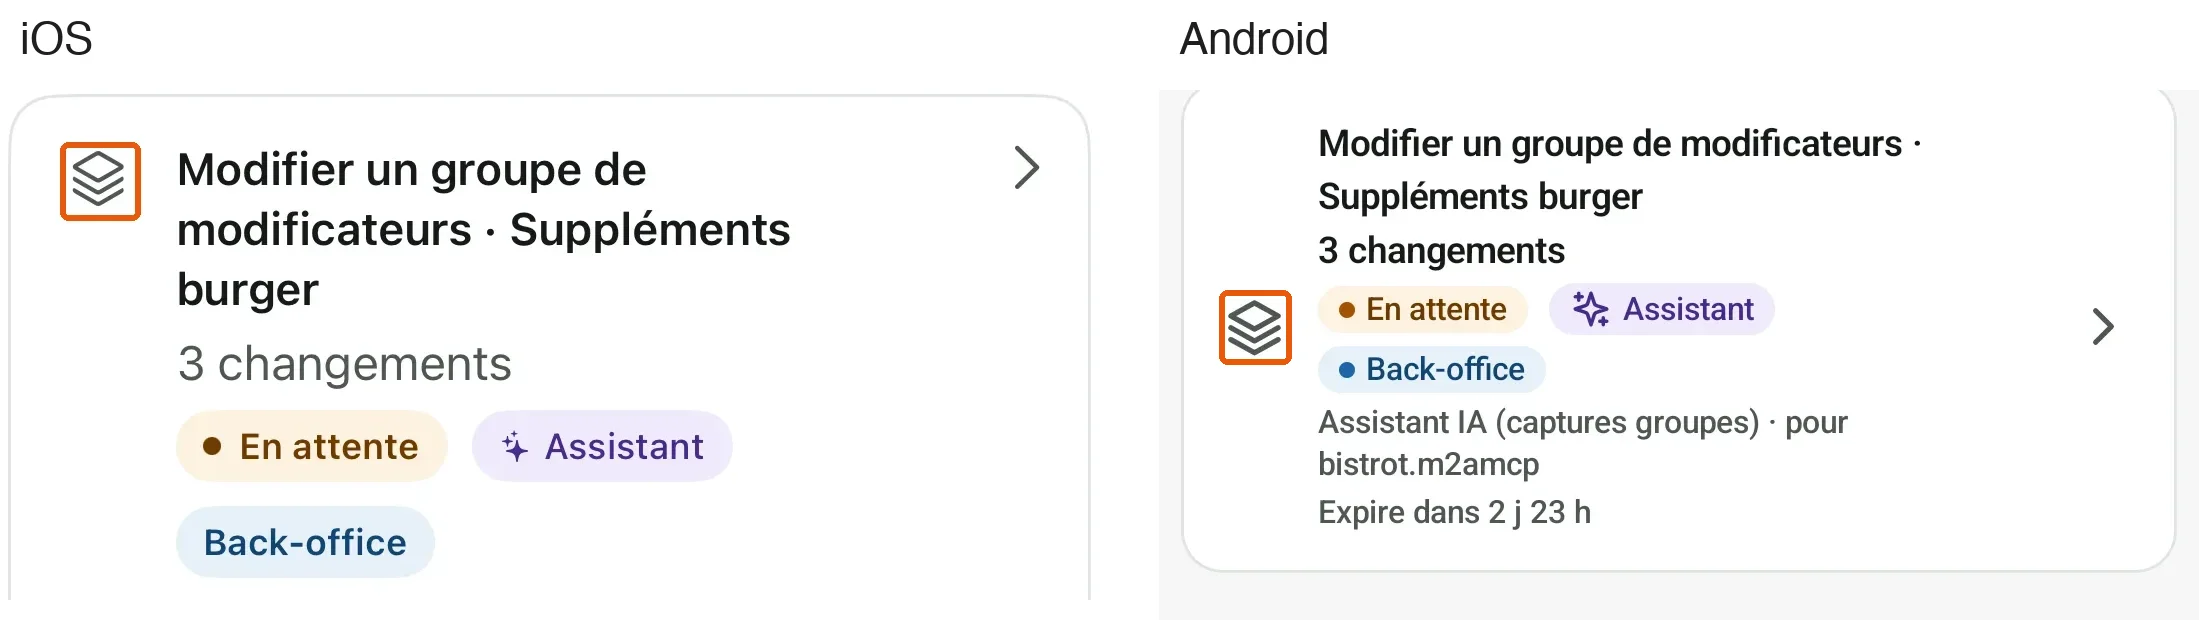 iOS
Modifier un groupe de
modificateurs · Suppléments
burger
3 changements
En attente
Assistant
Back-office
Android
Modifier un groupe de modificateurs ·
Suppléments burger
3 changements
En attente
Assistant
Back-office
Assistant IA (captures groupes) · pour
bistrot.m2amcp
Expire dans 2 j 23 h